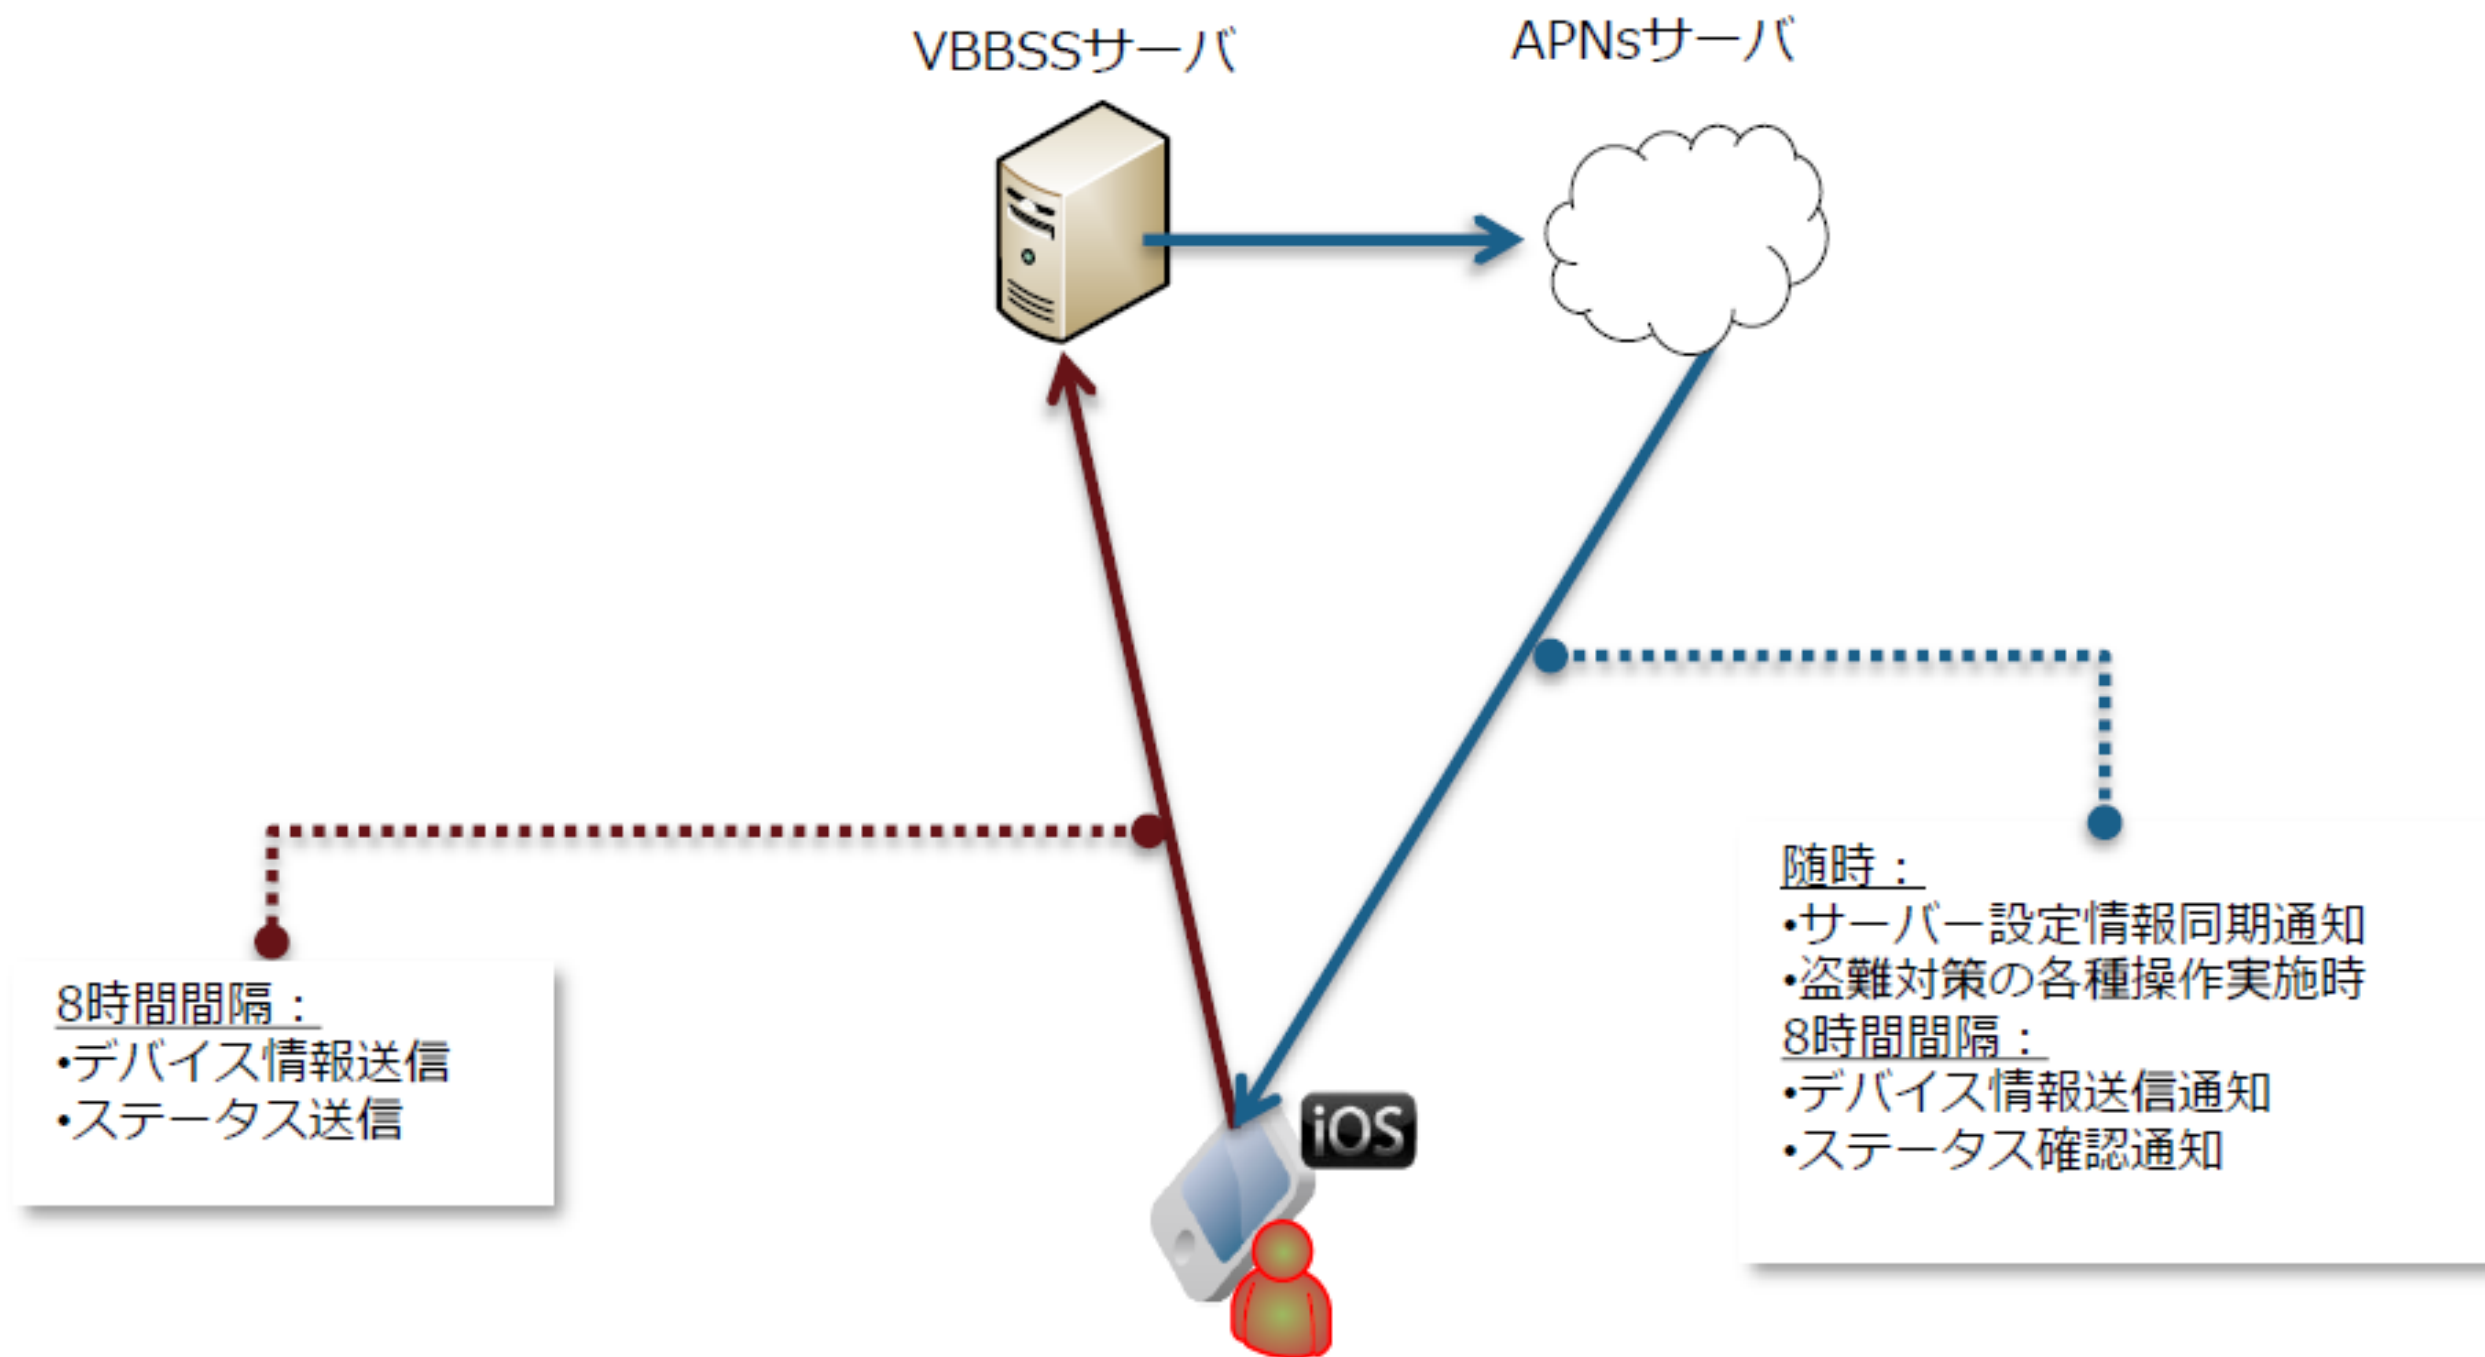 VBBSSサーバ
APNsサーバ
8時間間隔：
•デバイス情報送信
•ステータス送信
随時：
•サーバー設定情報同期通知
•盗難対策の各種操作実施時
8時間間隔：
•デバイス情報送信通知
•ステータス確認通知
iOS